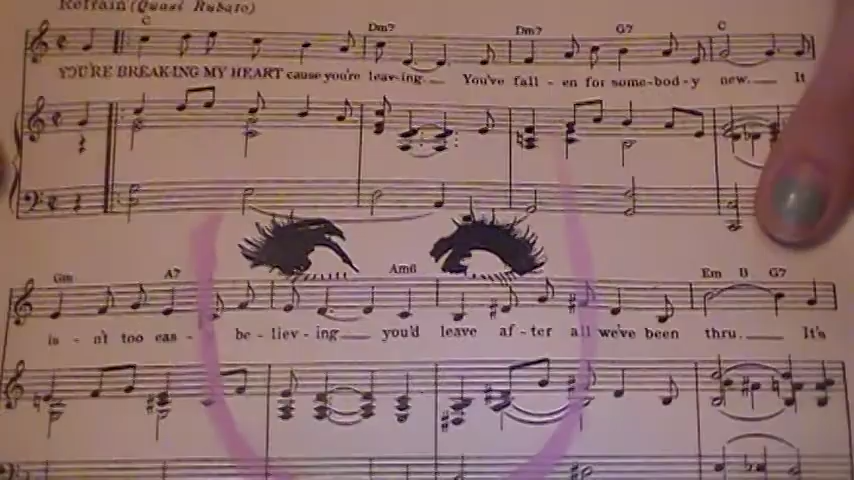 Refrain (Quasi Rubato)
C Dm7 Dm7 G7 C
YOU'RE BREAK-ING MY HEART cause you're leav-ing. You've fall - en for some-bod-y new. It
Gm A7 Am6 Em B G7
is - n't too eas - be - liev - ing you'd leave af - ter all we've been thru. It's